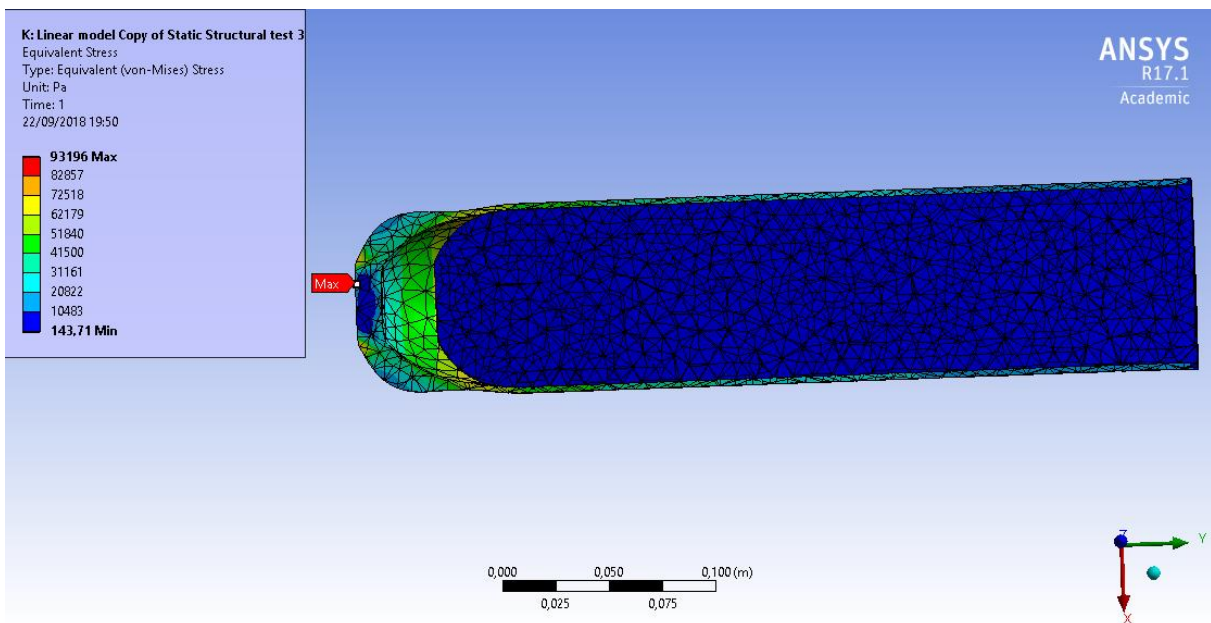 K: Linear model Copy of Static Structural test 3
Equivalent Stress
Type: Equivalent (von-Mises) Stress
Unit: Pa
Time: 1
22/09/2018 19:50
93196 Max
82857
72518
62179
51840
41500
31161
20822
10483
143,71 Min
ANSYS
R17.1
Academic
Max
0,000 0,050 0,100 (m)
0,025 0,075
Z
Y
X